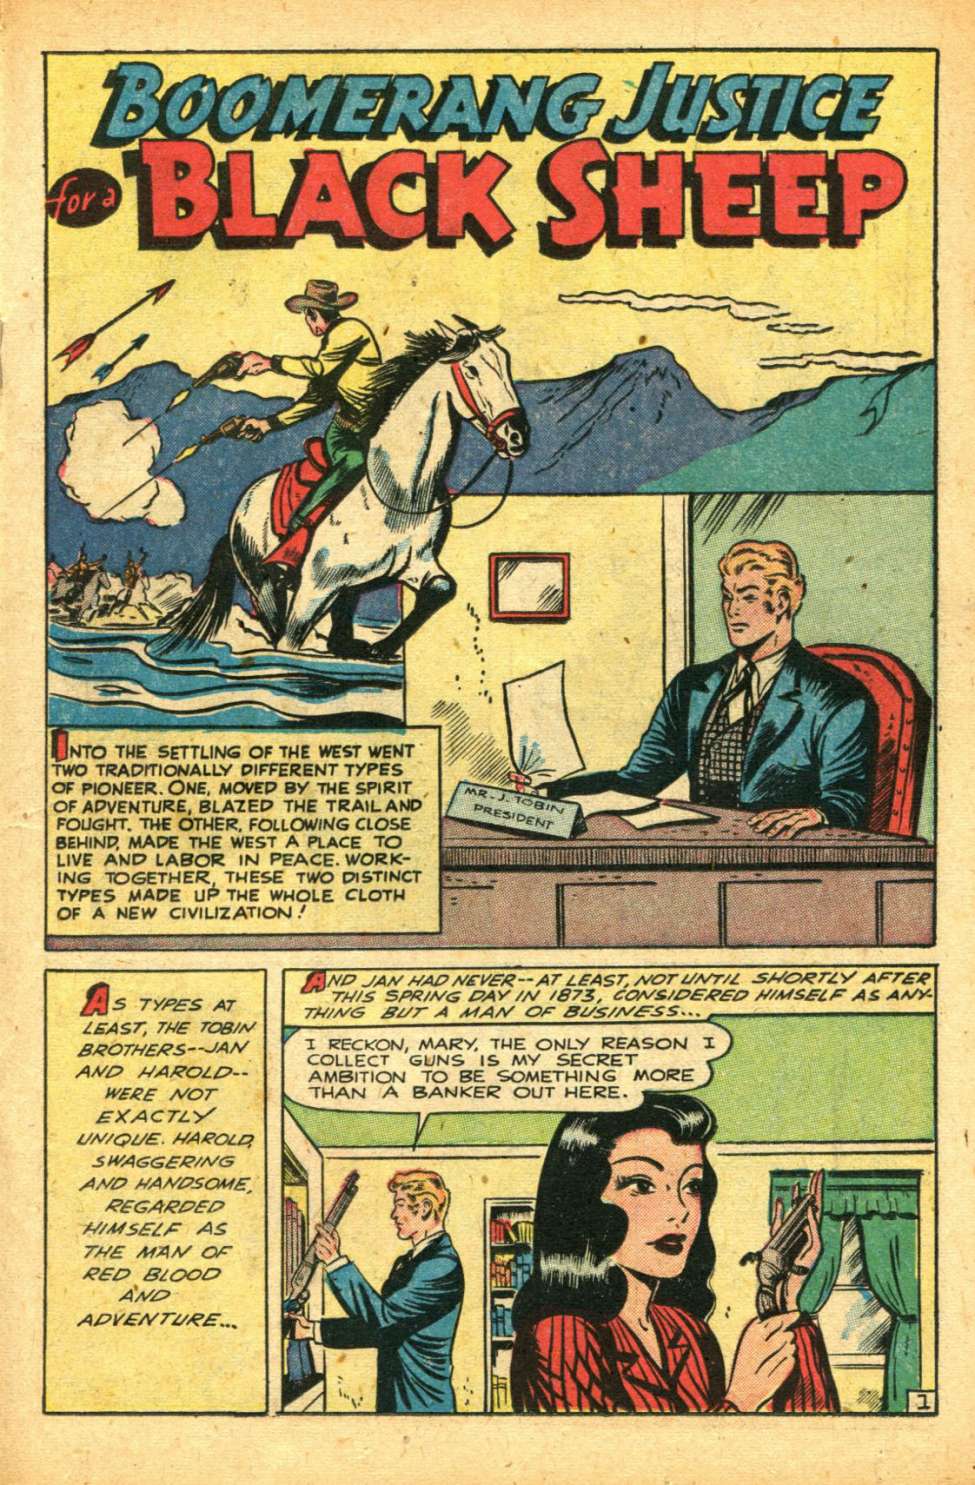 BOOMERANG JUSTICE
for a BLACK SHEEP
MR. J. TOBIN
PRESIDENT
INTO THE SETTLING OF THE WEST WENT
TWO TRADITIONALLY DIFFERENT TYPES
OF PIONEER. ONE, MOVED BY THE SPIRIT
OF ADVENTURE, BLAZED THE TRAIL AND
FOUGHT. THE OTHER, FOLLOWING CLOSE
BEHIND, MADE THE WEST A PLACE TO
LIVE AND LABOR IN PEACE. WORK-
ING TOGETHER, THESE TWO DISTINCT
TYPES MADE UP THE WHOLE CLOTH
OF A NEW CIVILIZATION!
AS TYPES AT
LEAST, THE TOBIN
BROTHERS--JAN
AND HAROLD--
WERE NOT
EXACTLY
UNIQUE. HAROLD,
SWAGGERING
AND HANDSOME,
REGARDED
HIMSELF AS
THE MAN OF
RED BLOOD
AND
ADVENTURE...
AND JAN HAD NEVER--AT LEAST, NOT UNTIL SHORTLY AFTER
THIS SPRING DAY IN 1873, CONSIDERED HIMSELF AS ANY-
THING BUT A MAN OF BUSINESS...
I RECKON, MARY, THE ONLY REASON I
COLLECT GUNS IS MY SECRET
AMBITION TO BE SOMETHING MORE
THAN A BANKER OUT HERE.
1